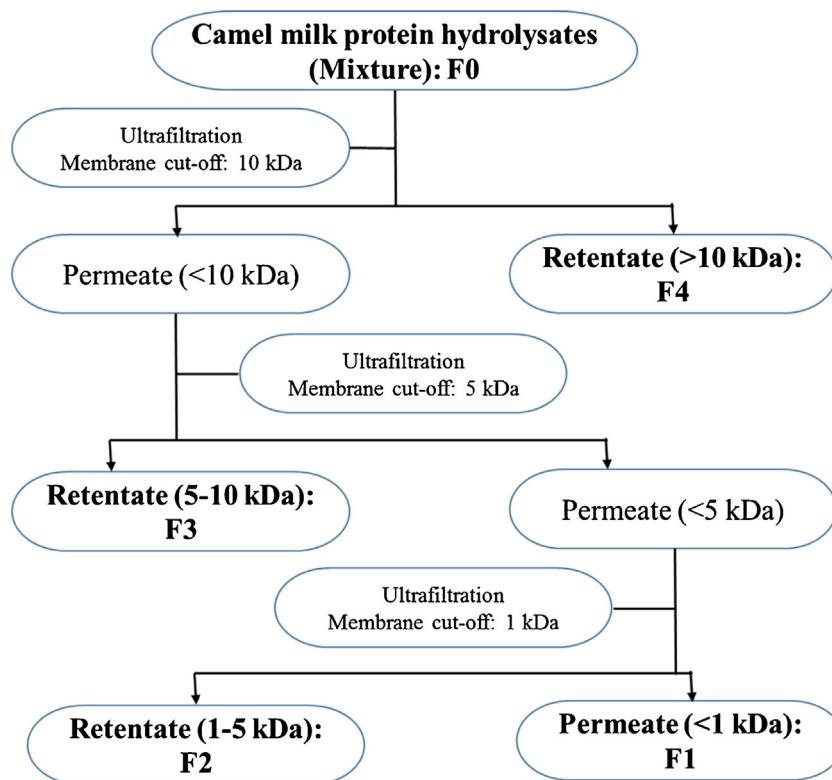 Camel milk protein hydrolysates
(Mixture): F0
Ultrafiltration
Membrane cut-off: 10 kDa
Permeate (<10 kDa)
Retentate (>10 kDa):
F4
Ultrafiltration
Membrane cut-off: 5 kDa
Retentate (5-10 kDa):
F3
Permeate (<5 kDa)
Ultrafiltration
Membrane cut-off: 1 kDa
Retentate (1-5 kDa):
F2
Permeate (<1 kDa):
F1